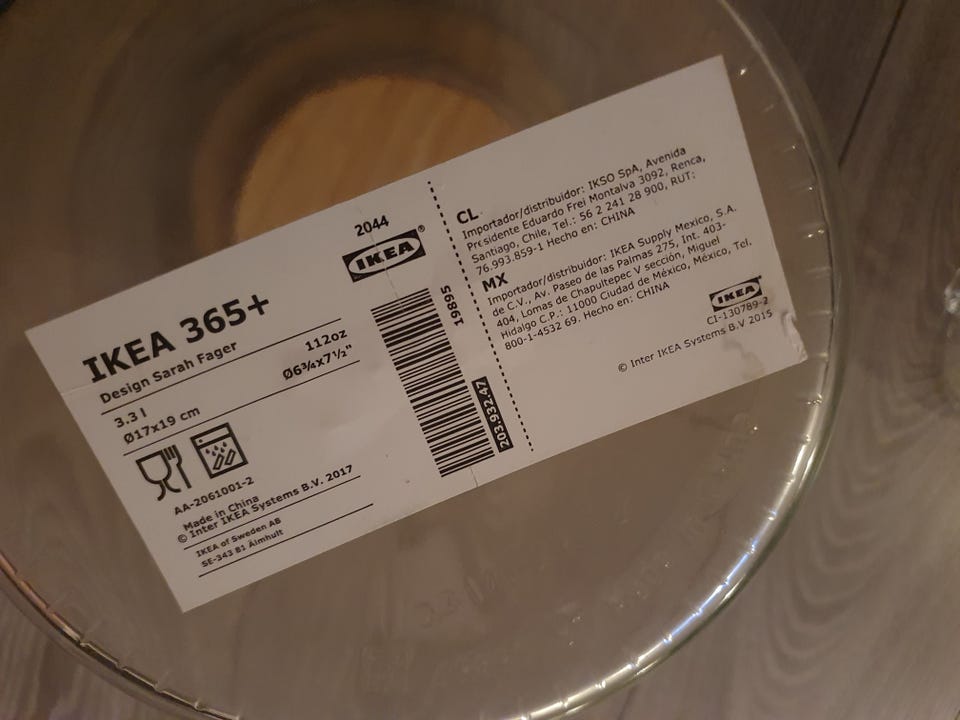 2044
IKEA®
IKEA 365+
Design Sarah Fager
3.3 l 112oz
Ø17x19 cm Ø6¾x7½"
AA-2061001-2
Made in China
© Inter IKEA Systems B.V. 2017
IKEA of Sweden AB
SE-343 81 Älmhult
19895
203.932.47
CL
Importador/distribuidor: IKSO SpA, Avenida
Presidente Eduardo Frei Montalva 3092, Renca,
Santiago, Chile, Tel.: 56 2 241 28 900, RUT:
76.993.859-1 Hecho en: CHINA
MX
Importador/distribuidor: IKEA Supply Mexico, S.A.
de C.V., Av. Paseo de las Palmas 275, Int. 403-
404, Lomas de Chapultepec V sección, Miguel
Hidalgo C.P.: 11000 Ciudad de México, México, Tel.
800-1-4532 69. Hecho en: CHINA
IKEA®
CI-130789-2
© Inter IKEA Systems B.V 2015